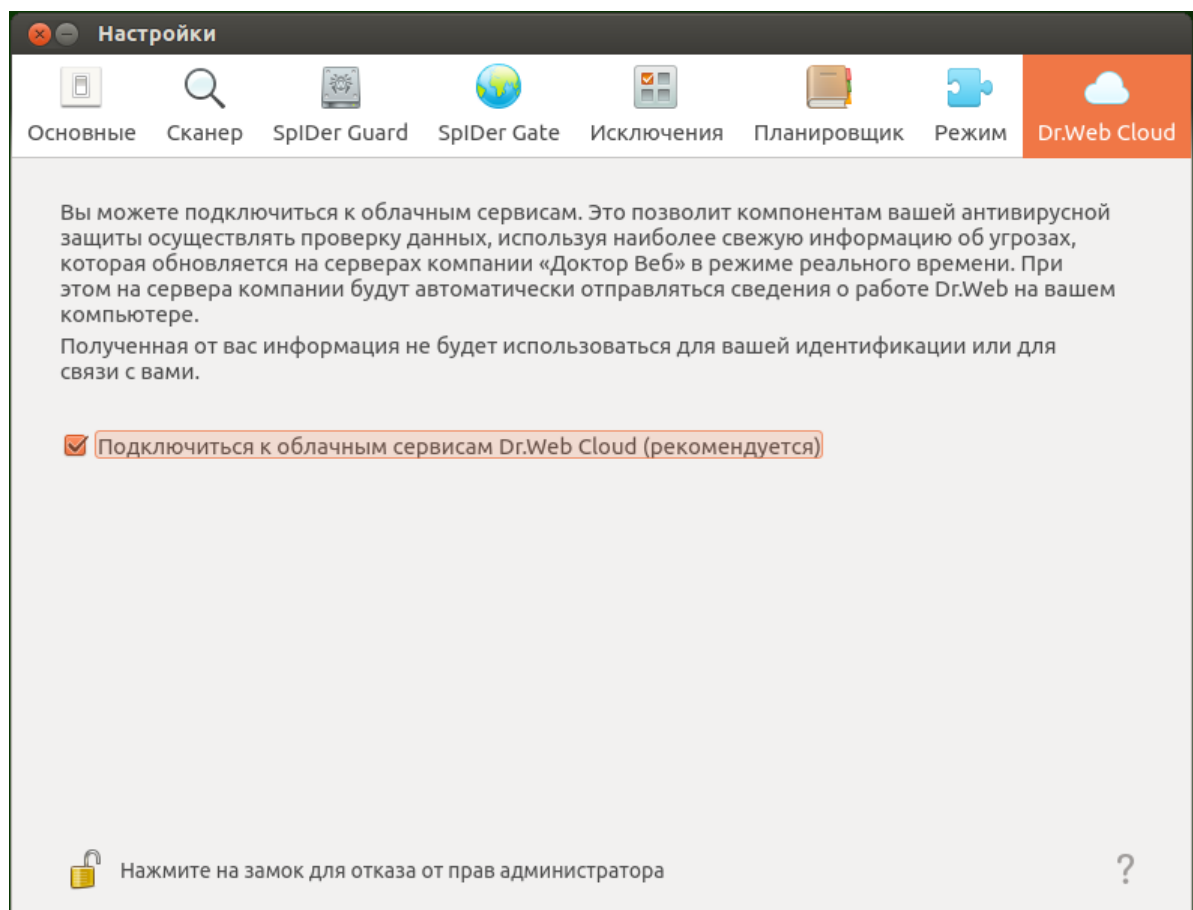 Настройки
Основные Сканер SpIDer Guard SpIDer Gate Исключения Планировщик Режим Dr.Web Cloud
Вы можете подключиться к облачным сервисам. Это позволит компонентам вашей антивирусной
защиты осуществлять проверку данных, используя наиболее свежую информацию об угрозах,
которая обновляется на серверах компании «Доктор Веб» в режиме реального времени. При
этом на сервера компании будут автоматически отправляться сведения о работе Dr.Web на вашем
компьютере.
Полученная от вас информация не будет использоваться для вашей идентификации или для
связи с вами.
Подключиться к облачным сервисам Dr.Web Cloud (рекомендуется)
Нажмите на замок для отказа от прав администратора ?